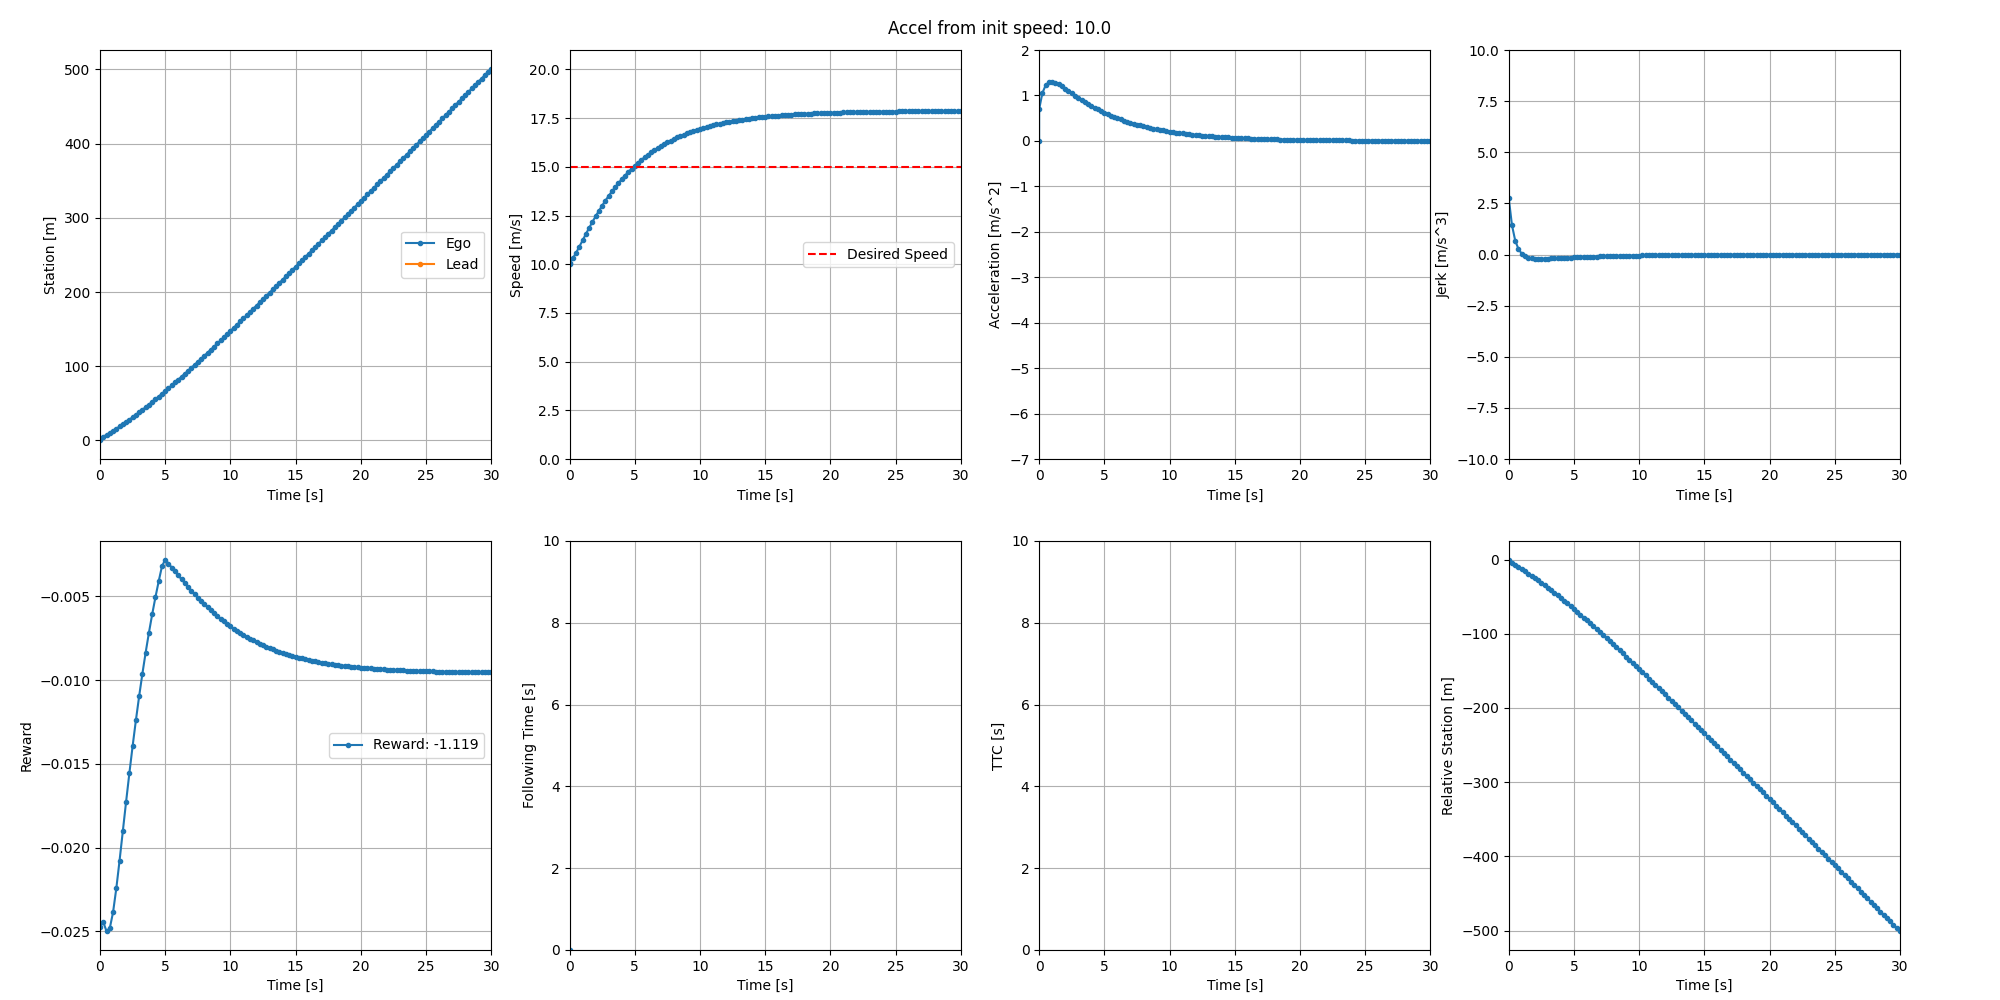 Accel from init speed: 10.0
500
400
300
200
100
0
Station [m]
Ego
Lead
0 5 10 15 20 25 30
Time [s]
20.0
17.5
15.0
12.5
10.0
7.5
5.0
2.5
0.0
Speed [m/s]
Desired Speed
0 5 10 15 20 25 30
Time [s]
2
1
0
−1
−2
−3
−4
−5
−6
−7
Acceleration [m/s^2]
0 5 10 15 20 25 30
Time [s]
10.0
7.5
5.0
2.5
0.0
−2.5
−5.0
−7.5
−10.0
Jerk [m/s^3]
0 5 10 15 20 25 30
Time [s]
−0.005
−0.010
−0.015
−0.020
−0.025
Reward
Reward: -1.119
0 5 10 15 20 25 30
Time [s]
10
8
6
4
2
0
Following Time [s]
0 5 10 15 20 25 30
Time [s]
10
8
6
4
2
0
TTC [s]
0 5 10 15 20 25 30
Time [s]
0
−100
−200
−300
−400
−500
Relative Station [m]
0 5 10 15 20 25 30
Time [s]